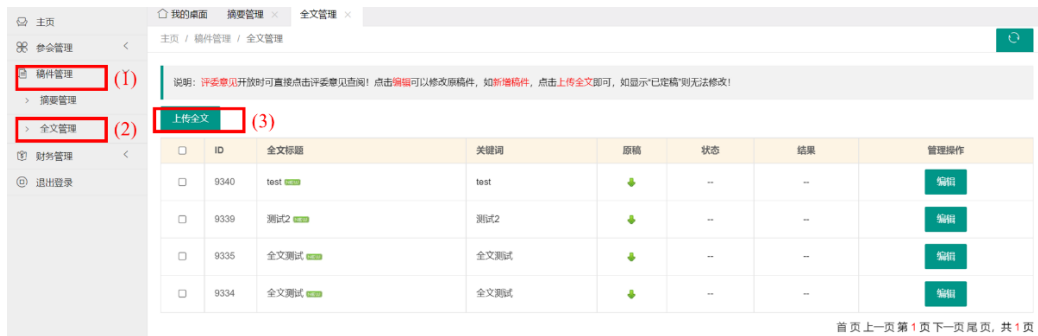 主页
参会管理
稿件管理 (1)
摘要管理
全文管理 (2)
财务管理
退出登录
我的桌面 摘要管理 全文管理
主页 / 稿件管理 / 全文管理
说明：评委意见开放时可直接点击评委意见查阅！点击编辑可以修改原稿件，如新增稿件，点击上传全文即可，如显示“已定稿”则无法修改！
上传全文 (3)
ID 全文标题 关键词 原稿 状态 结果 管理操作
9340 test test -- -- 编辑
9339 测试2 测试2 -- -- 编辑
9335 全文测试 全文测试 -- -- 编辑
9334 全文测试 全文测试 -- -- 编辑
首 页 上一页 第 1 页 下一页 尾 页，共 1 页